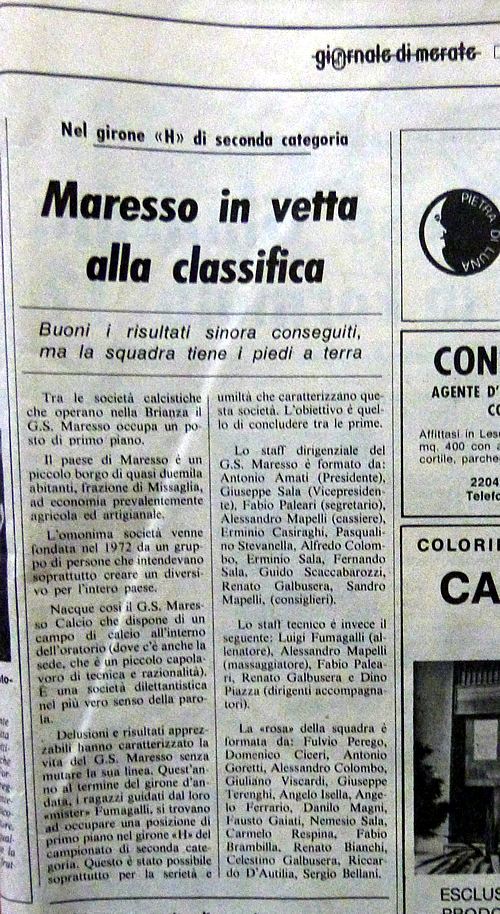 giornale di merate
Nel girone «H» di seconda categoria
Maresso in vetta
alla classifica
Buoni i risultati sinora conseguiti,
ma la squadra tiene i piedi a terra
Tra le società calcistiche
che operano nella Brianza il
G.S. Maresso occupa un po-
sto di primo piano.
Il paese di Maresso è un
piccolo borgo di quasi duemila
abitanti, frazione di Missaglia,
ad economia prevalentemente
agricola ed artigianale.
L'omonima società venne
fondata nel 1972 da un grup-
po di persone che intendevano
soprattutto creare un diversi-
vo per l'intero paese.
Nacque così il G.S. Mares-
so Calcio che dispone di un
campo di calcio all'interno
dell'oratorio (dove c'è anche la
sede, che è un piccolo capola-
voro di tecnica e razionalità).
È una società dilettantistica
nel più vero senso della paro-
la.
Delusioni e risultati apprez-
zabili hanno caratterizzato la
vita del G.S. Maresso senza
mutare la sua linea. Quest'an-
no al termine del girone d'an-
data, i ragazzi guidati dal loro
«mister» Fumagalli, si trovano
ad occupare una posizione di
primo piano nel girone «H» del
campionato di seconda cate-
goria. Questo è stato possibile
soprattutto per la serietà e
umiltà che caratterizzano que-
sta società. L'obiettivo è quel-
lo di concludere tra le prime.
Lo staff dirigenziale del
G.S. Maresso è formato da:
Antonio Amati (Presidente),
Giuseppe Sala (Vicepresiden-
te), Fabio Paleari (segretario),
Alessandro Mapelli (cassiere),
Erminio Casiraghi, Pasquali-
no Stevanella, Alfredo Colom-
bo, Erminio Sala, Fernando
Sala, Guido Scaccabarozzi,
Renato Galbusera, Sandro
Mapelli, (consiglieri).
Lo staff tecnico è invece il
seguente: Luigi Fumagalli (al-
lenatore), Alessandro Mapelli
(massaggiatore), Fabio Palea-
ri, Renato Galbusera e Dino
Piazza (dirigenti accompagna-
tori).
La «rosa» della squadra è
formata da: Fulvio Perego,
Domenico Ciceri, Antonio
Goretti, Alessandro Colombo,
Giuliano Viscardi, Giuseppe
Terenghi, Angelo Isella, Ange-
lo Ferrario, Danilo Magni,
Fausto Gaiati, Nemesio Sala,
Carmelo Respina, Fabio
Brambilla, Renato Bianchi,
Celestino Galbusera, Riccar-
do D'Autilia, Sergio Bellani.
PIETRA DI LUNA
CON
AGENTE D'
CO
Affittasi in Les
mq. 400 con a
cortile, parche
2204
Telefo
COLORI
CA
ESCLUS
PRODO